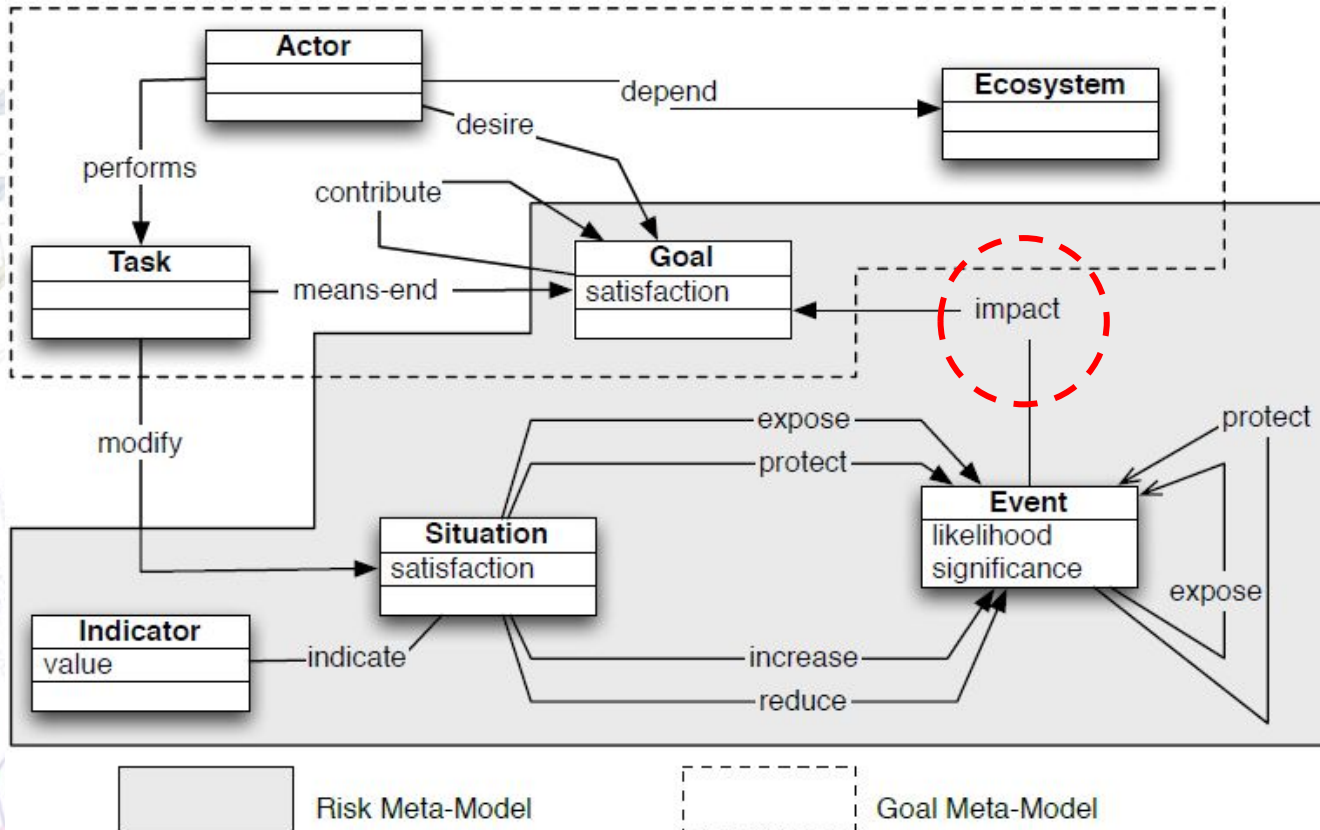 Actor
Ecosystem
depend
desire
performs
contribute
Task
Goal
satisfaction
means-end
impact
modify
expose
protect
protect
Event
likelihood
significance
Situation
satisfaction
expose
Indicator
value
indicate
increase
reduce
Risk Meta-Model
Goal Meta-Model